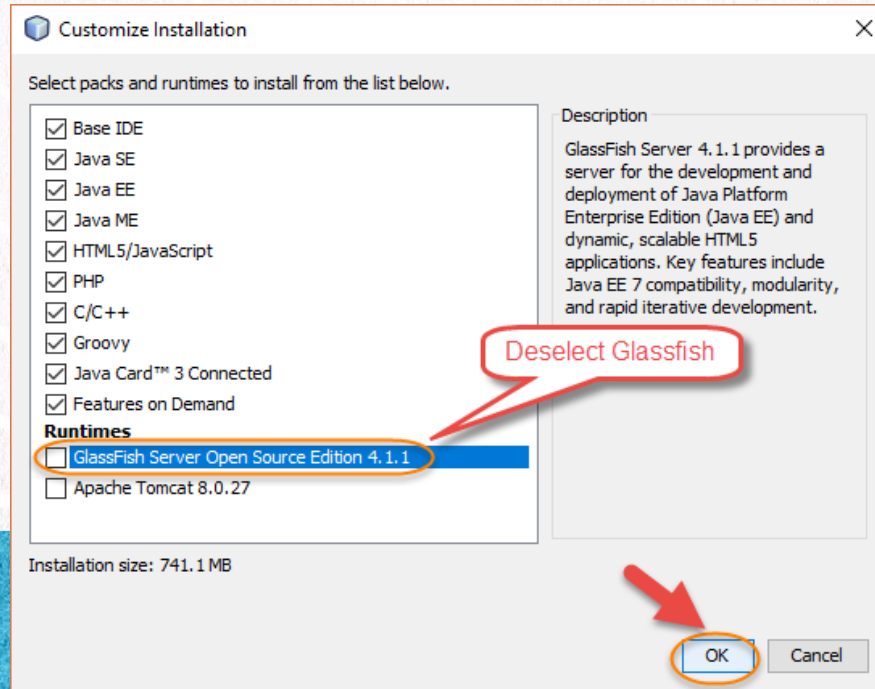 Customize Installation
Select packs and runtimes to install from the list below.
Base IDE
Java SE
Java EE
Java ME
HTML5/JavaScript
PHP
C/C++
Groovy
Java Card™ 3 Connected
Features on Demand
Runtimes
GlassFish Server Open Source Edition 4.1.1
Apache Tomcat 8.0.27
Description
GlassFish Server 4.1.1 provides a
server for the development and
deployment of Java Platform
Enterprise Edition (Java EE) and
dynamic, scalable HTML5
applications. Key features include
Java EE 7 compatibility, modularity,
and rapid iterative development.
Deselect Glassfish
Installation size: 741.1 MB
OK
Cancel